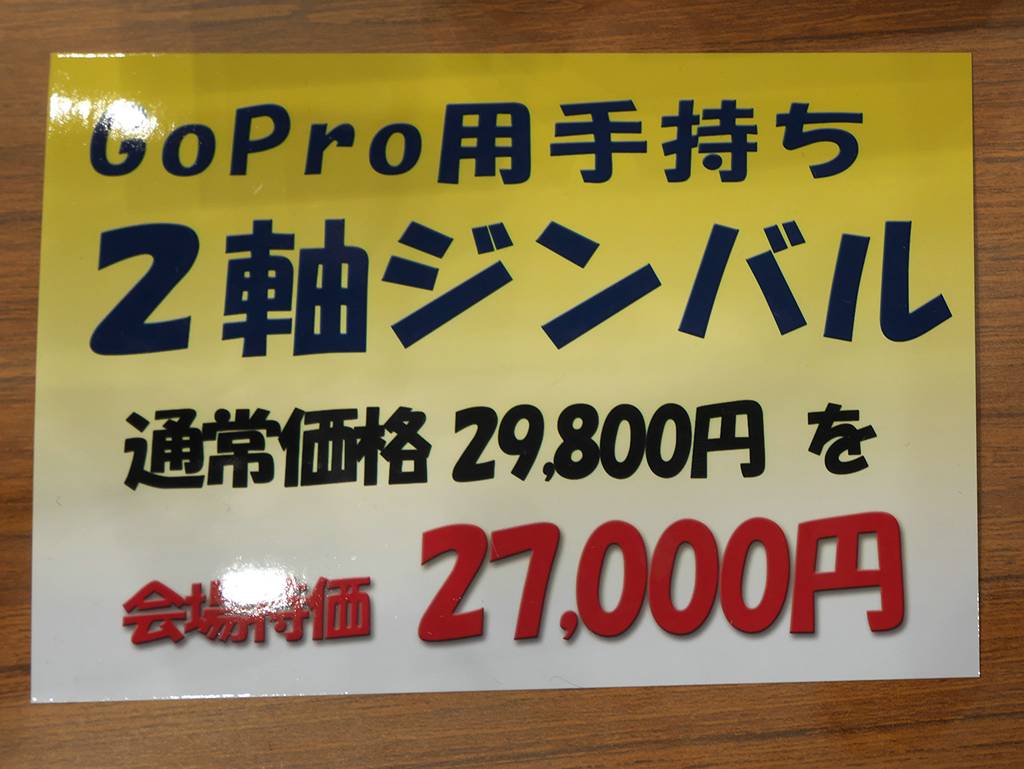 GoPro用手持ち
2軸ジンバル
通常価格 29,800円 を
会場特価 27,000円